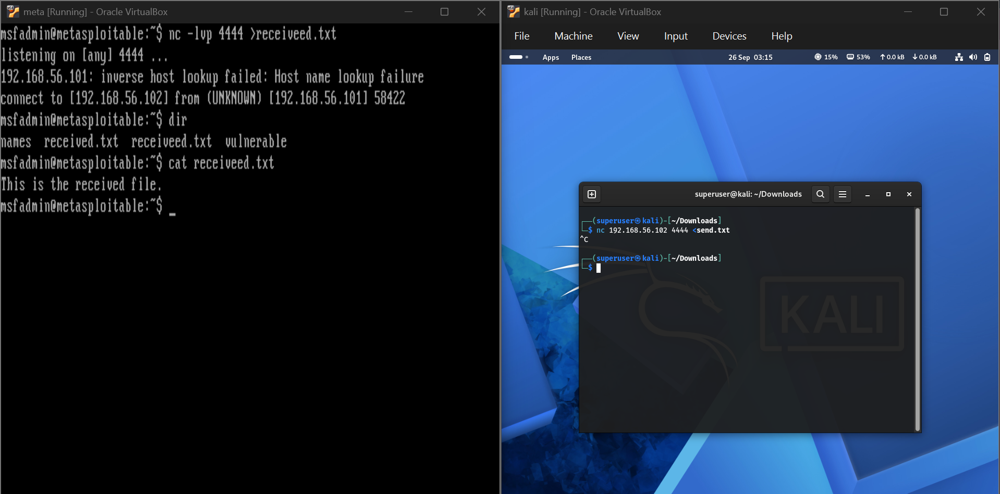 meta [Running] - Oracle VirtualBox
msfadmin@metasploitable:~$ nc -lvp 4444 >receiveed.txt
listening on [any] 4444 ...
192.168.56.101: inverse host lookup failed: Host name lookup failure
connect to [192.168.56.102] from (UNKNOWN) [192.168.56.101] 58422
msfadmin@metasploitable:~$ dir
names  received.txt  receiveed.txt  vulnerable
msfadmin@metasploitable:~$ cat receiveed.txt
This is the received file.
msfadmin@metasploitable:~$ _
kali [Running] - Oracle VirtualBox
File Machine View Input Devices Help
Apps Places 26 Sep 03:15 15% 53% ↑0.0 kB ↓0.0 kB
superuser@kali: ~/Downloads
┌──(superuser㉿kali)-[~/Downloads]
└─$ nc 192.168.56.102 4444 <send.txt
^C
┌──(superuser㉿kali)-[~/Downloads]
└─$
KALI